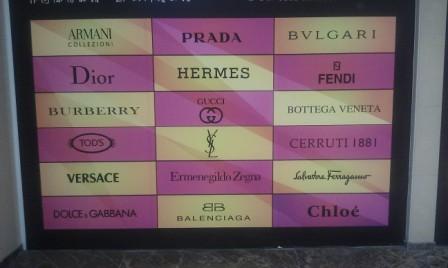 ARMANI
COLLEZIONI
PRADA
BVLGARI
Dior
HERMES
FENDI
BURBERRY
GUCCI
BOTTEGA VENETA
TOD'S
YSL
CERRUTI 1881
VERSACE
Ermenegildo Zegna
Salvatore Ferragamo
DOLCE & GABBANA
BB
BALENCIAGA
Chloé